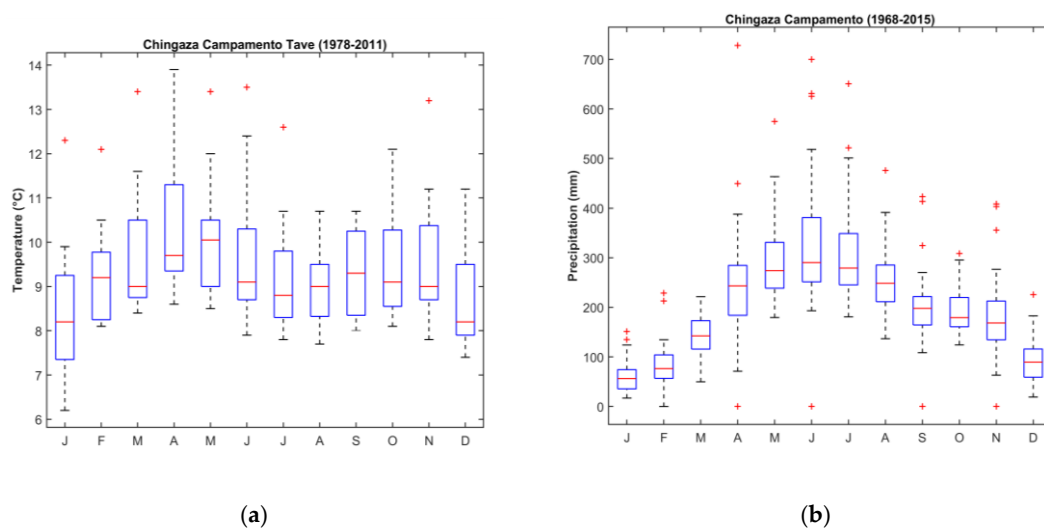 Chingaza Campamento Tave (1978-2011)
Temperature (°C)
14
13
12
11
10
9
8
7
6
J F M A M J J A S O N D
(a)
Chingaza Campamento (1968-2015)
Precipitation (mm)
700
600
500
400
300
200
100
0
J F M A M J J A S O N D
(b)